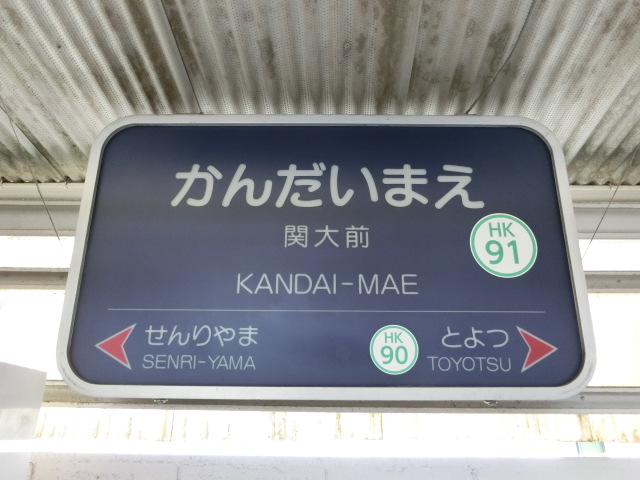 かんだいまえ
関大前
HK
91
KANDAI-MAE
せんりやま
SENRI-YAMA
HK
90
とよつ
TOYOTSU